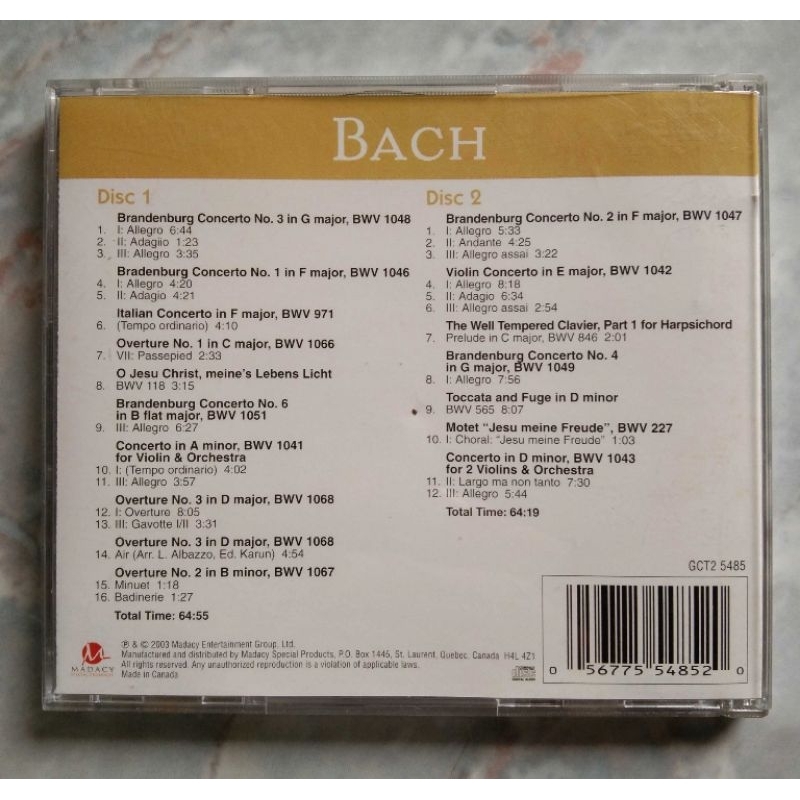 BACH
Disc 1
Brandenburg Concerto No. 3 in G major, BWV 1048
1. I: Allegro 6:44
2. II: Adagiio 1:23
3. III: Allegro 3:35
Bradenburg Concerto No. 1 in F major, BWV 1046
4. I: Allegro 4:20
5. II: Adagio 4:21
Italian Concerto in F major, BWV 971
6. (Tempo ordinario) 4:10
Overture No. 1 in C major, BWV 1066
7. VII: Passepied 2:33
O Jesu Christ, meine's Lebens Licht
8. BWV 118 3:15
Brandenburg Concerto No. 6
in B flat major, BWV 1051
9. III: Allegro 6:27
Concerto in A minor, BWV 1041
for Violin & Orchestra
10. I: (Tempo ordinario) 4:02
11. III: Allegro 3:57
Overture No. 3 in D major, BWV 1068
12. I: Overture 8:05
13. III: Gavotte I/II 3:31
Overture No. 3 in D major, BWV 1068
14. Air (Arr. L. Albazzo, Ed. Karun) 4:54
Overture No. 2 in B minor, BWV 1067
15. Minuet 1:18
16. Badinerie 1:27
Total Time: 64:55
Disc 2
Brandenburg Concerto No. 2 in F major, BWV 1047
1. I: Allegro 5:33
2. II: Andante 4:25
3. III: Allegro assai 3:22
Violin Concerto in E major, BWV 1042
4. I: Allegro 8:18
5. II: Adagio 6:34
6. III: Allegro assai 2:54
The Well Tempered Clavier, Part 1 for Harpsichord
7. Prelude in C major, BWV 846 2:01
Brandenburg Concerto No. 4
in G major, BWV 1049
8. I: Allegro 7:56
Toccata and Fuge in D minor
9. BWV 565 8:07
Motet "Jesu meine Freude", BWV 227
10. I: Choral: "Jesu meine Freude" 1:03
Concerto in D minor, BWV 1043
for 2 Violins & Orchestra
11. II: Largo ma non tanto 7:30
12. III: Allegro 5:44
Total Time: 64:19
GCT2 5485
MADACY
℗ & © 2003 Madacy Entertainment Group, Ltd.
Manufactured and distributed by Madacy Special Products, P.O. Box 1445, St. Laurent, Quebec, Canada H4L 4Z1
All rights reserved. Any unauthorized reproduction is a violation of applicable laws.
Made in Canada
0 56775 54852 0